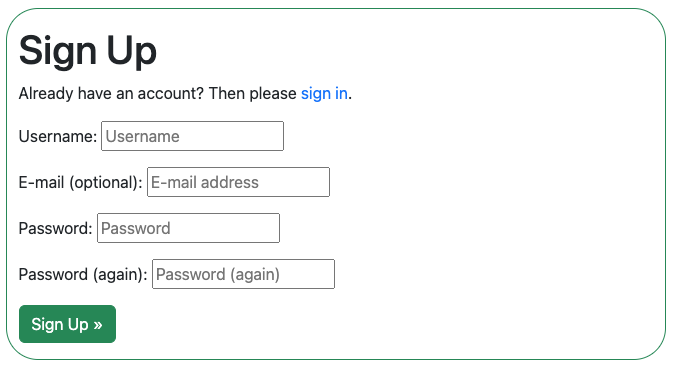 Sign Up
Already have an account? Then please sign in.
Username: Username
E-mail (optional): E-mail address
Password: Password
Password (again): Password (again)
Sign Up »